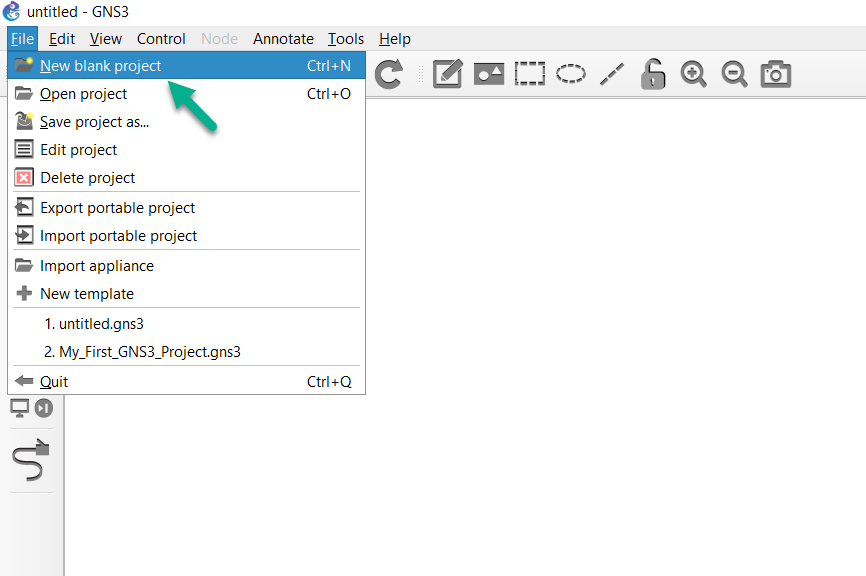 untitled - GNS3
File Edit View Control Node Annotate Tools Help
New blank project Ctrl+N
Open project Ctrl+O
Save project as...
Edit project
Delete project
Export portable project
Import portable project
Import appliance
New template
1. untitled.gns3
2. My_First_GNS3_Project.gns3
Quit Ctrl+Q